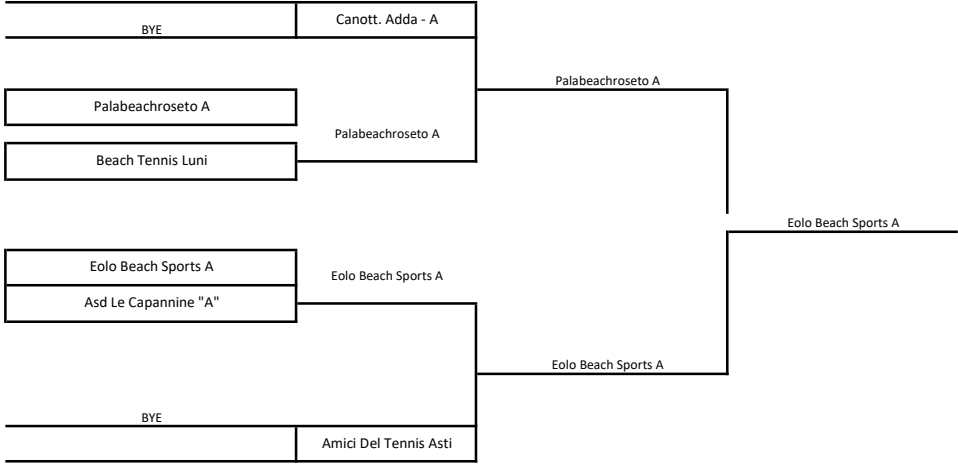 Canott. Adda - A
BYE
Palabeachroseto A
Palabeachroseto A
Palabeachroseto A
Beach Tennis Luni
Eolo Beach Sports A
Eolo Beach Sports A
Eolo Beach Sports A
Asd Le Capannine "A"
Eolo Beach Sports A
BYE
Amici Del Tennis Asti